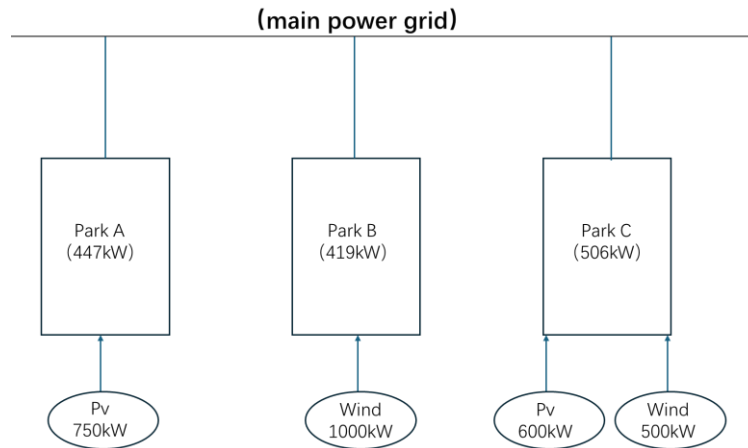 (main power grid)
Park A
(447kW)
Park B
(419kW)
Park C
(506kW)
Pv
750kW
Wind
1000kW
Pv
600kW
Wind
500kW